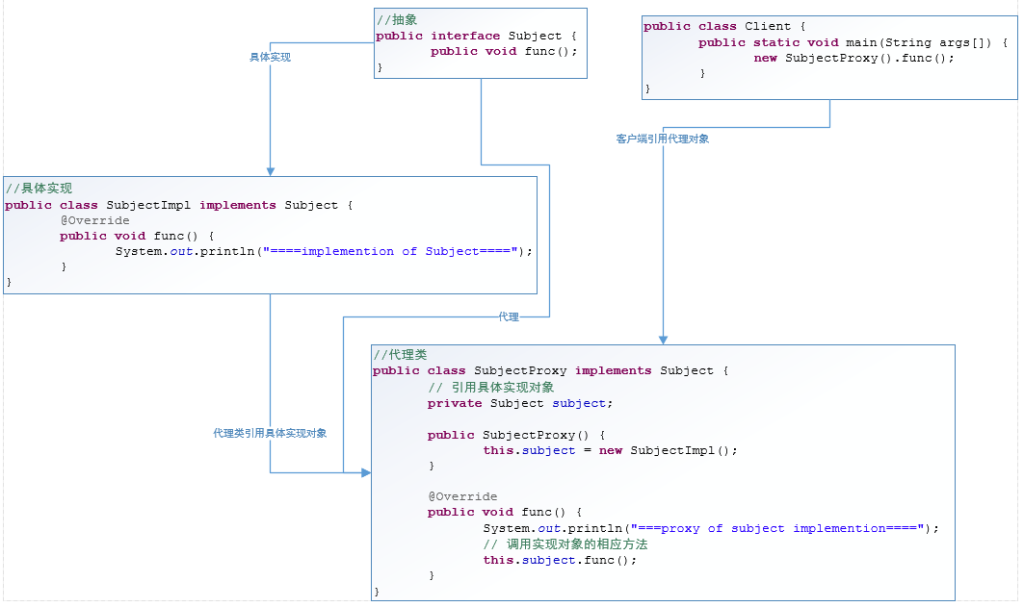 //抽象
public interface Subject {
public void func();
}
public class Client {
public static void main(String args[]) {
new SubjectProxy().func();
}
}
具体实现
客户端引用代理对象
//具体实现
public class SubjectImpl implements Subject {
@Override
public void func() {
System.out.println("====implemention of Subject====");
}
}
代理
代理类引用具体实现对象
//代理类
public class SubjectProxy implements Subject {
// 引用具体实现对象
private Subject subject;
public SubjectProxy() {
this.subject = new SubjectImpl();
}
@Override
public void func() {
System.out.println("===proxy of subject implemention====");
// 调用实现对象的相应方法
this.subject.func();
}
}